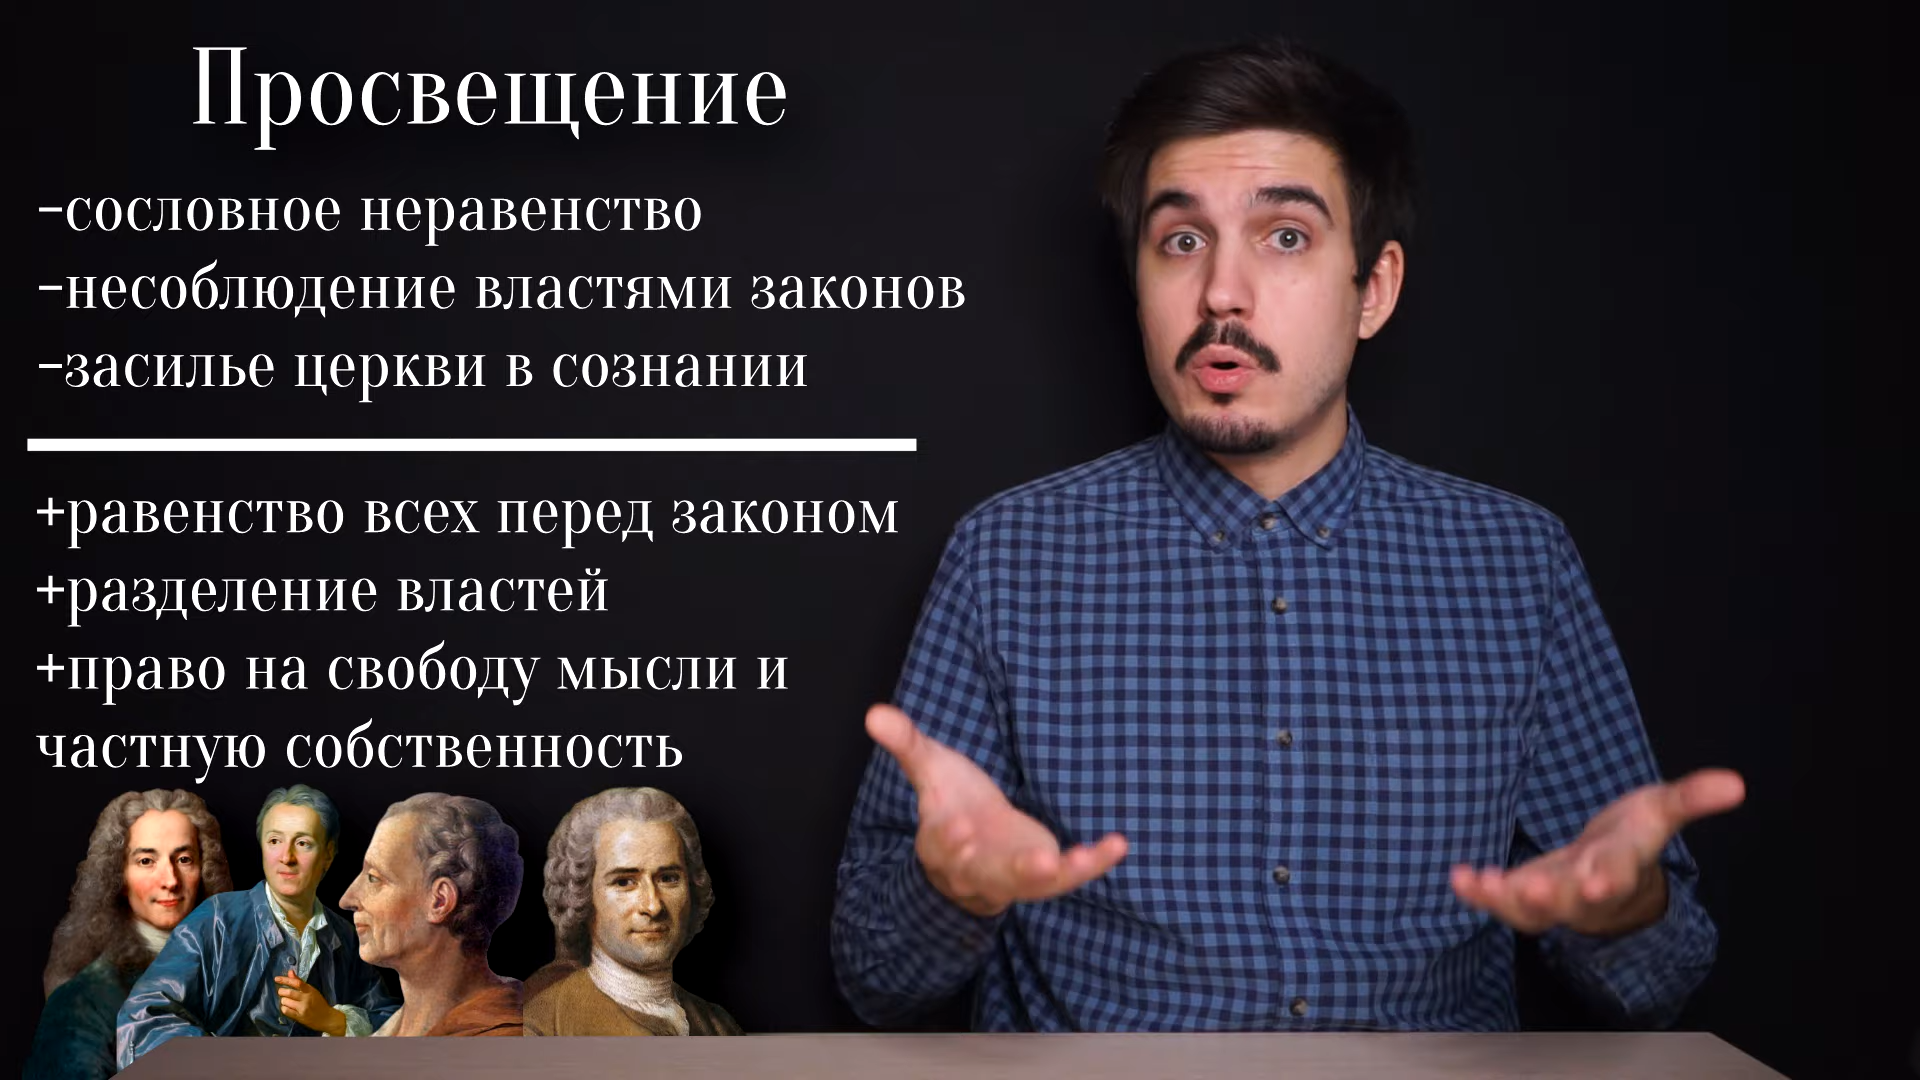 Просвещение
-сословное неравенство
-несоблюдение властями законов
-засилье церкви в сознании
+равенство всех перед законом
+разделение властей
+право на свободу мысли и
частную собственность